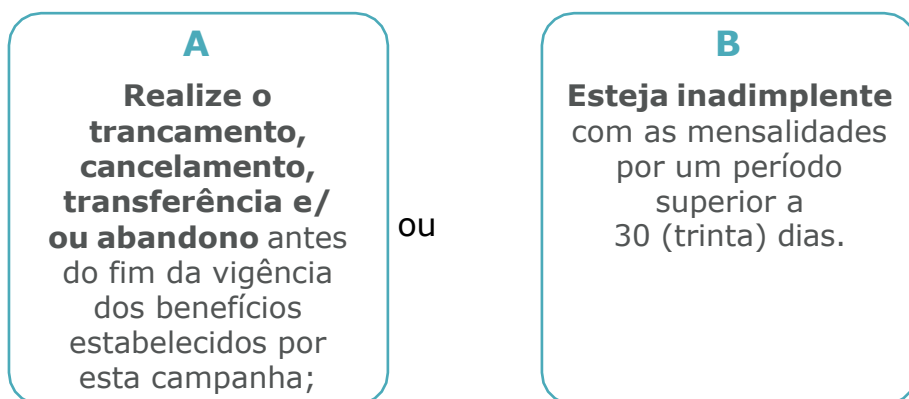 A
Realize o
trancamento,
cancelamento,
transferência e/
ou abandono antes
do fim da vigência
dos benefícios
estabelecidos por
esta campanha;
ou
B
Esteja inadimplente
com as mensalidades
por um período
superior a
30 (trinta) dias.